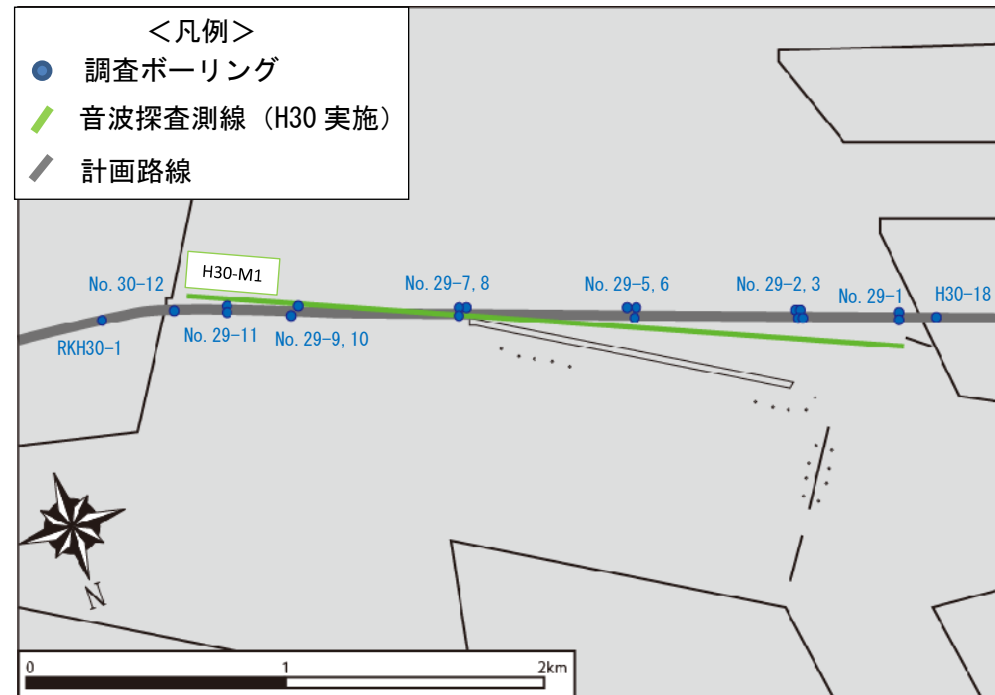 <凡例>
調査ボーリング
音波探査測線（H30 実施）
計画路線
No. 30-12
H30-M1
No. 29-7, 8
No. 29-5, 6
No. 29-2, 3
No. 29-1
H30-18
RKH30-1
No. 29-11
No. 29-9, 10
N
0 1 2km